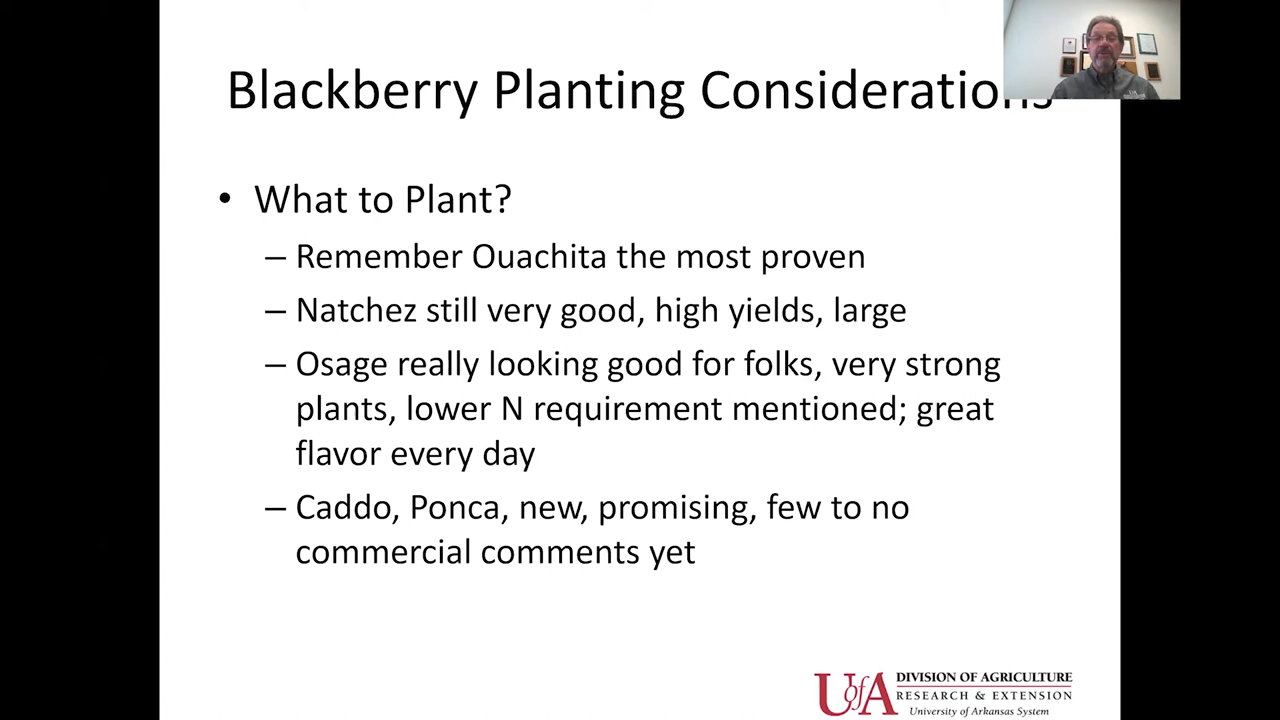 Blackberry Planting Considerations
• What to Plant?
– Remember Ouachita the most proven
– Natchez still very good, high yields, large
– Osage really looking good for folks, very strong
plants, lower N requirement mentioned; great
flavor every day
– Caddo, Ponca, new, promising, few to no
commercial comments yet
UofA DIVISION OF AGRICULTURE
RESEARCH & EXTENSION
University of Arkansas System